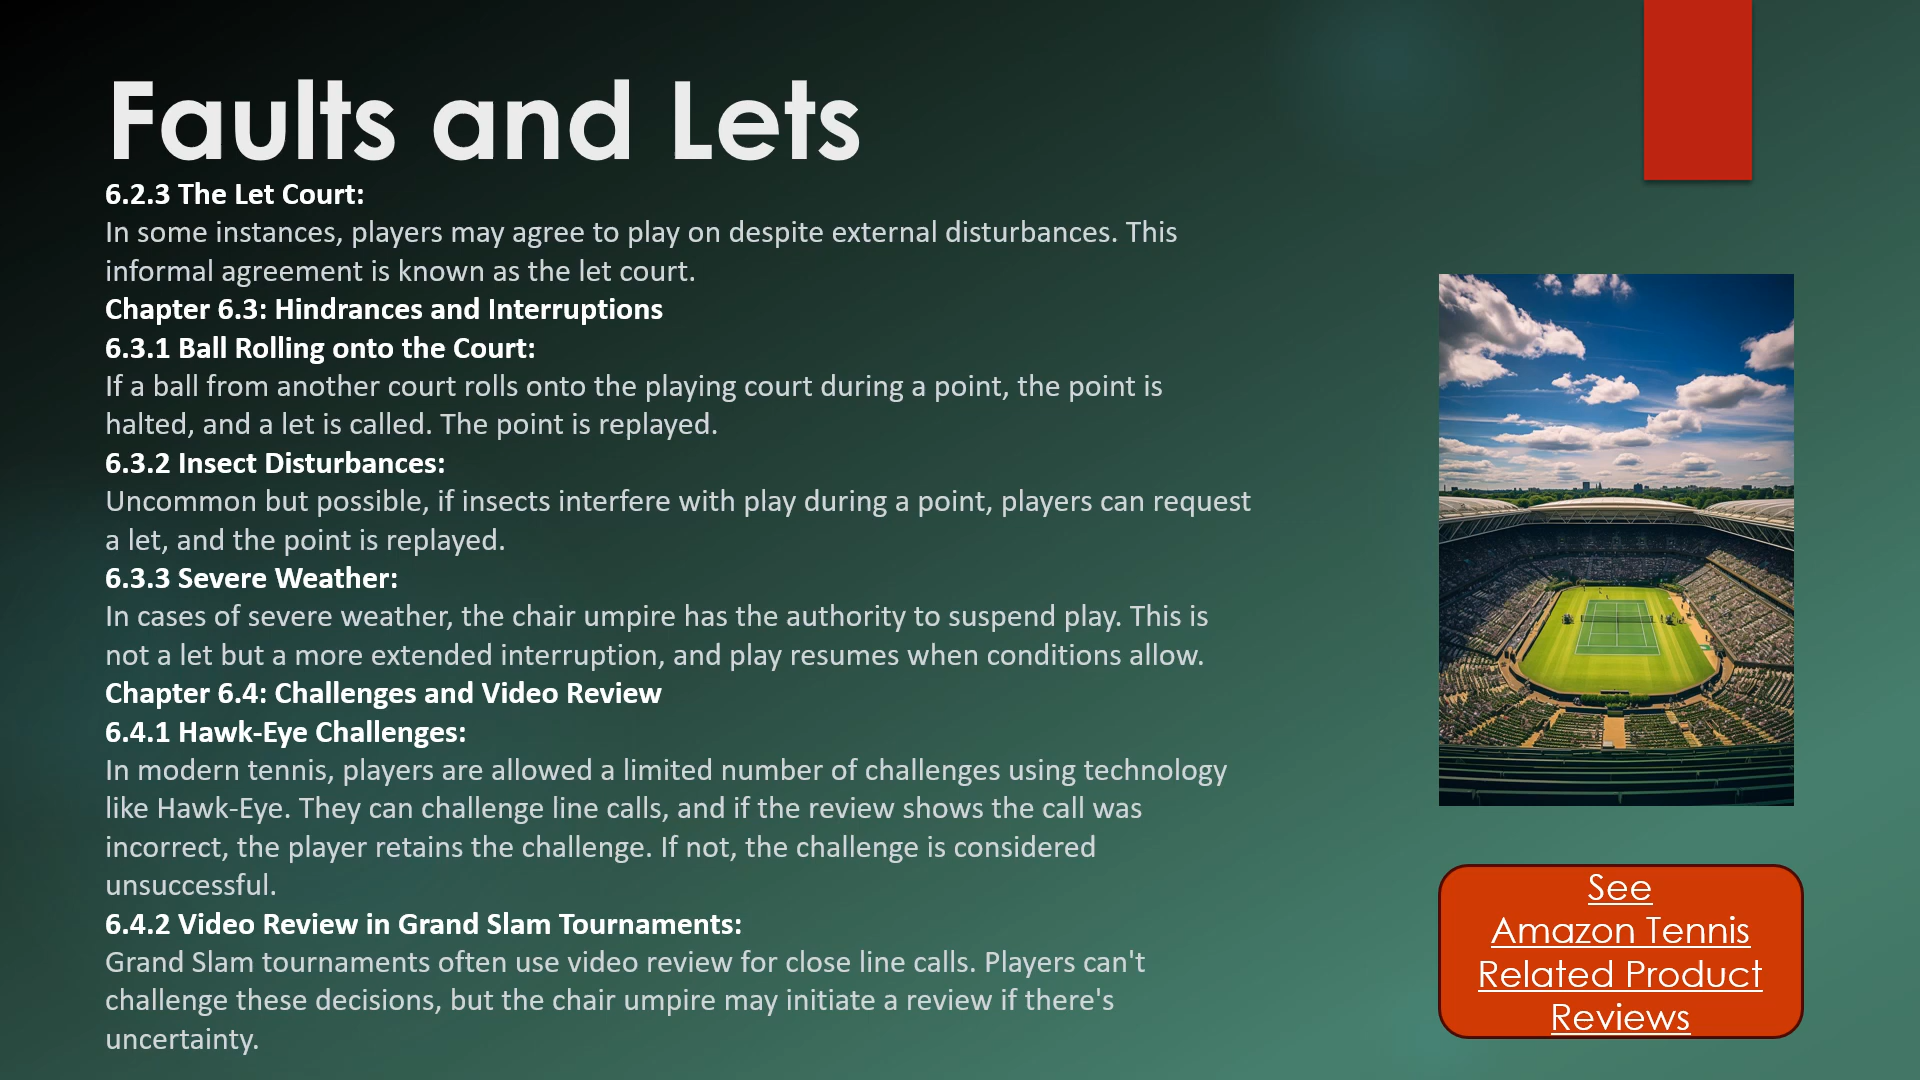 Faults and Lets
6.2.3 The Let Court:
In some instances, players may agree to play on despite external disturbances. This
informal agreement is known as the let court.
Chapter 6.3: Hindrances and Interruptions
6.3.1 Ball Rolling onto the Court:
If a ball from another court rolls onto the playing court during a point, the point is
halted, and a let is called. The point is replayed.
6.3.2 Insect Disturbances:
Uncommon but possible, if insects interfere with play during a point, players can request
a let, and the point is replayed.
6.3.3 Severe Weather:
In cases of severe weather, the chair umpire has the authority to suspend play. This is
not a let but a more extended interruption, and play resumes when conditions allow.
Chapter 6.4: Challenges and Video Review
6.4.1 Hawk-Eye Challenges:
In modern tennis, players are allowed a limited number of challenges using technology
like Hawk-Eye. They can challenge line calls, and if the review shows the call was
incorrect, the player retains the challenge. If not, the challenge is considered
unsuccessful.
6.4.2 Video Review in Grand Slam Tournaments:
Grand Slam tournaments often use video review for close line calls. Players can't
challenge these decisions, but the chair umpire may initiate a review if there's
uncertainty.
See
Amazon Tennis
Related Product
Reviews